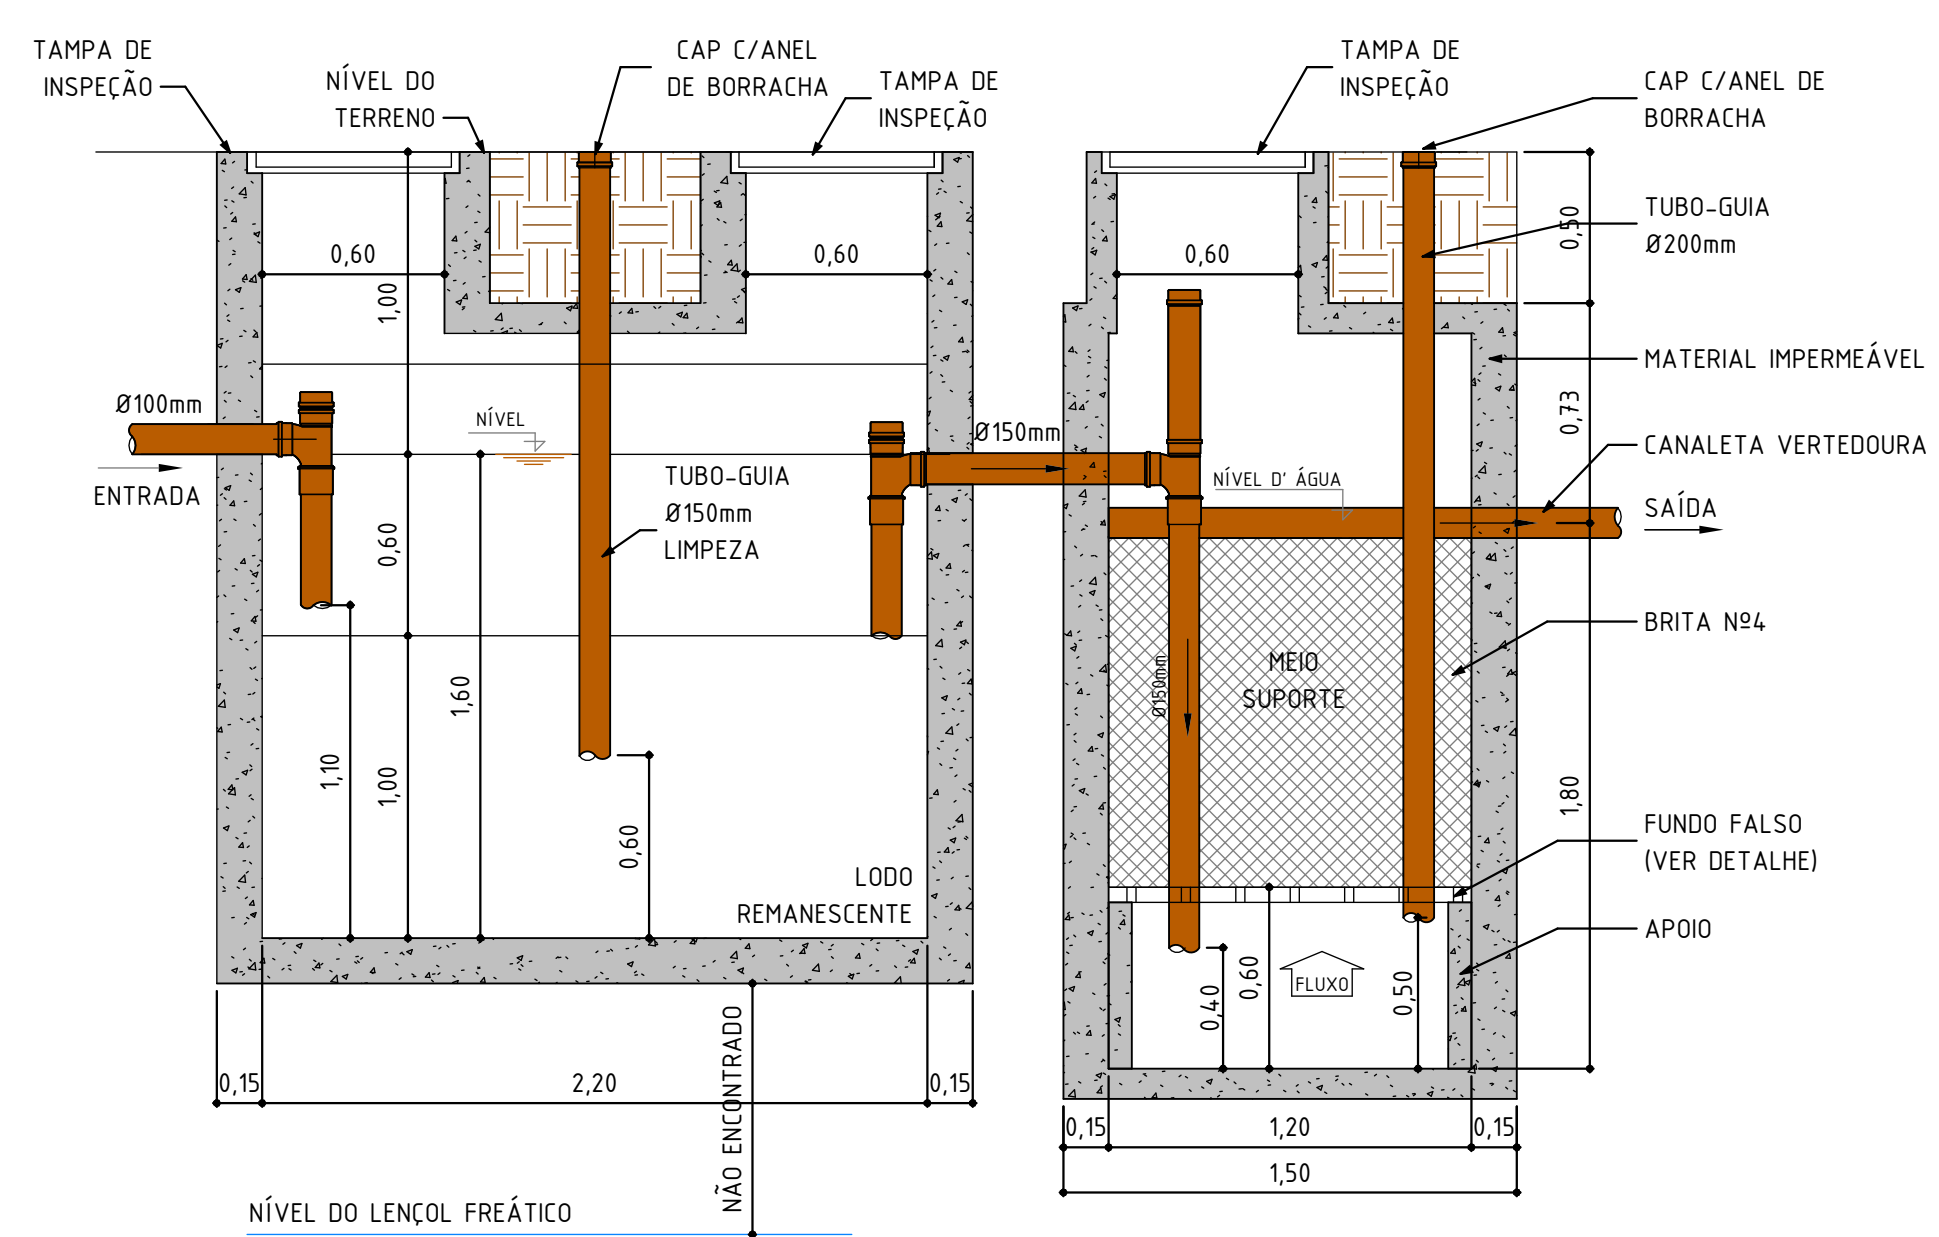 TAMPA DE
INSPEÇÃO
NÍVEL DO
TERRENO
CAP C/ANEL
DE BORRACHA
TAMPA DE
INSPEÇÃO
TAMPA DE
INSPEÇÃO
CAP C/ANEL DE
BORRACHA
TUBO-GUIA
Ø200mm
0,50
0,60
0,60
0,60
1,00
MATERIAL IMPERMEÁVEL
Ø100mm
NÍVEL
Ø150mm
0,73
CANALETA VERTEDOURA
ENTRADA
TUBO-GUIA
Ø150mm
LIMPEZA
NÍVEL D' ÁGUA
SAÍDA
0,60
BRITA Nº4
1,60
MEIO
SUPORTE
Ø150mm
1,10
1,00
0,60
1,80
LODO
REMANESCENTE
FUNDO FALSO
(VER DETALHE)
APOIO
0,40
0,60
FLUXO
0,50
0,15
2,20
0,15
NÃO ENCONTRADO
0,15
1,20
0,15
1,50
NÍVEL DO LENÇOL FREÁTICO